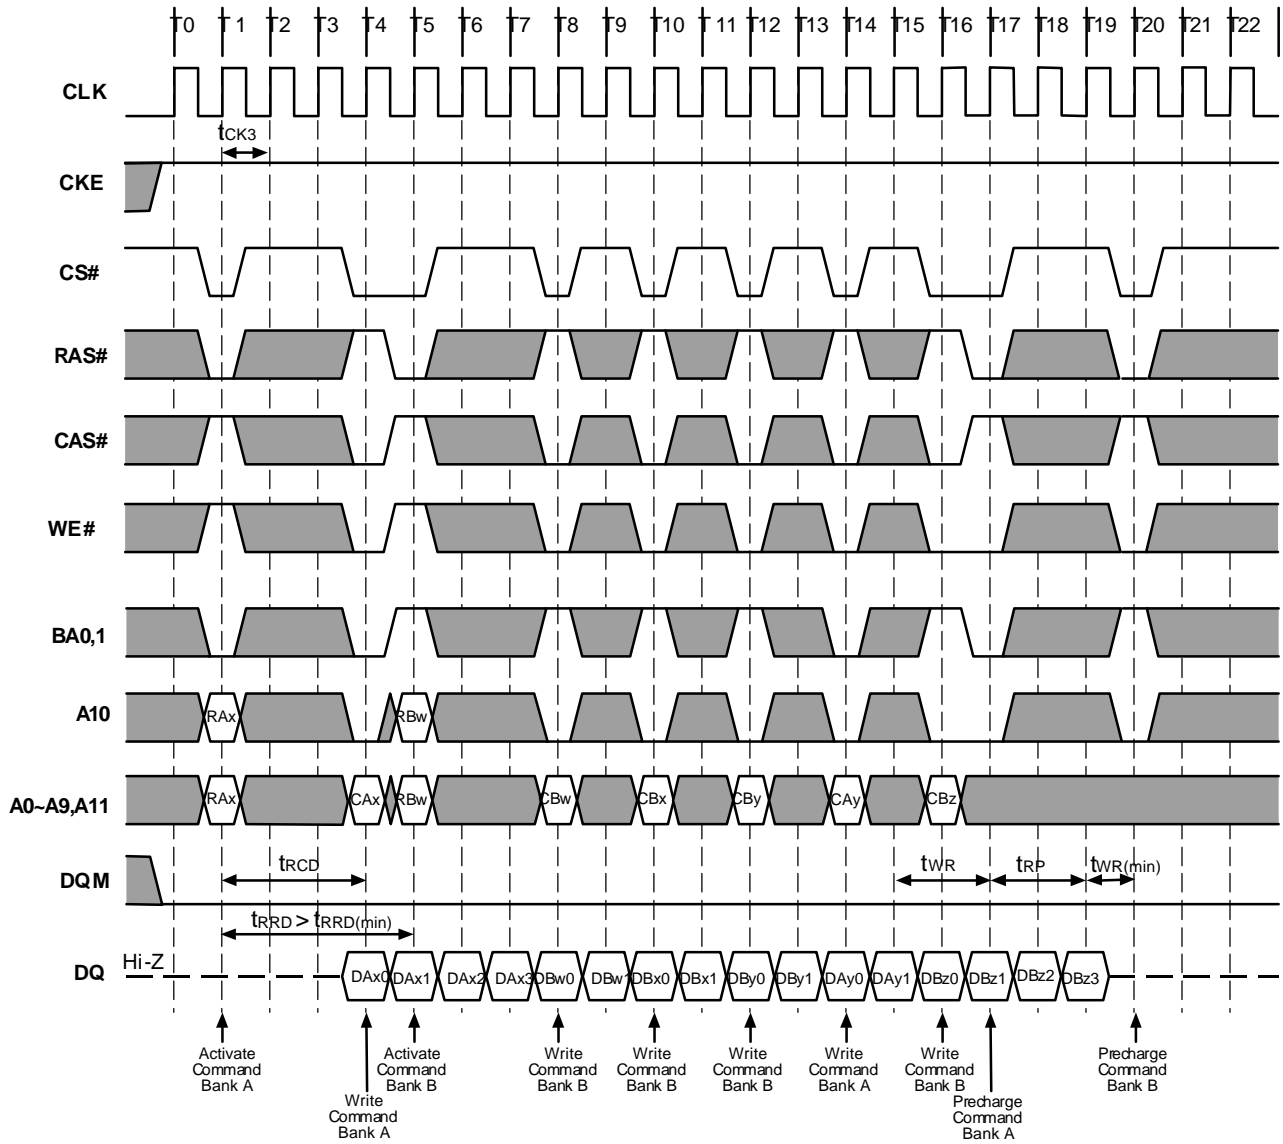 T0 T 1 T2 T3 T4 T5 T6 T7 T8 T9 T10 T 11 T12 T13 T14 T15 T16 T17 T18 T19 T20 T21 T22
CLK
tCK3
CKE
CS#
RAS#
CAS#
WE#
BA0,1
A10
RAx RBw
A0~A9,A11
RAx CAx RBw CBw CBx CBy CAy CBz
DQM
tRCD tWR tRP tWR(min)
tRRD > tRRD(min)
DQ
Hi-Z
DAx0 DAx1 DAx2 DAx3 DBw0 DBw1 DBx0 DBx1 DBy0 DBy1 DAy0 DAy1 DBz0 DBz1 DBz2 DBz3
Activate
Command
Bank A
Write
Command
Bank A
Activate
Command
Bank B
Write
Command
Bank B
Write
Command
Bank B
Write
Command
Bank B
Write
Command
Bank A
Write
Command
Bank B
Precharge
Command
Bank A
Precharge
Command
Bank B